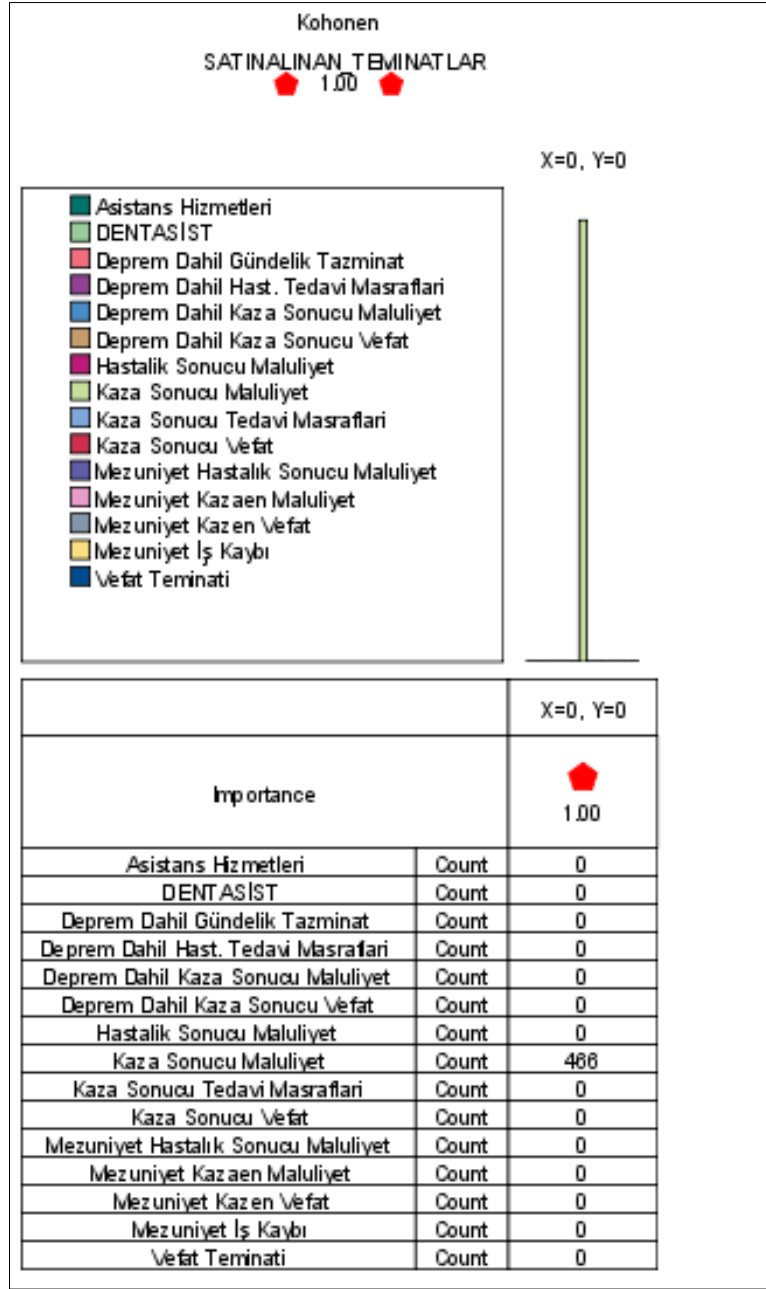 Kohonen
SATINALINAN_TEMINATLAR
1.00
X=0, Y=0
Asistans Hizmetleri
DENTASİST
Deprem Dahil Gündelik Tazminat
Deprem Dahil Hast. Tedavi Masraflari
Deprem Dahil Kaza Sonucu Maluliyet
Deprem Dahil Kaza Sonucu Vefat
Hastalik Sonucu Maluliyet
Kaza Sonucu Maluliyet
Kaza Sonucu Tedavi Masraflari
Kaza Sonucu Vefat
Mezuniyet Hastalık Sonucu Maluliyet
Mezuniyet Kazaen Maluliyet
Mezuniyet Kazen Vefat
Mezuniyet İş Kaybı
Vefat Teminati
X=0, Y=0
Importance
1.00
Asistans Hizmetleri Count 0
DENTASİST Count 0
Deprem Dahil Gündelik Tazminat Count 0
Deprem Dahil Hast. Tedavi Masraflari Count 0
Deprem Dahil Kaza Sonucu Maluliyet Count 0
Deprem Dahil Kaza Sonucu Vefat Count 0
Hastalik Sonucu Maluliyet Count 0
Kaza Sonucu Maluliyet Count 466
Kaza Sonucu Tedavi Masraflari Count 0
Kaza Sonucu Vefat Count 0
Mezuniyet Hastalık Sonucu Maluliyet Count 0
Mezuniyet Kazaen Maluliyet Count 0
Mezuniyet Kazen Vefat Count 0
Mezuniyet İş Kaybı Count 0
Vefat Teminati Count 0